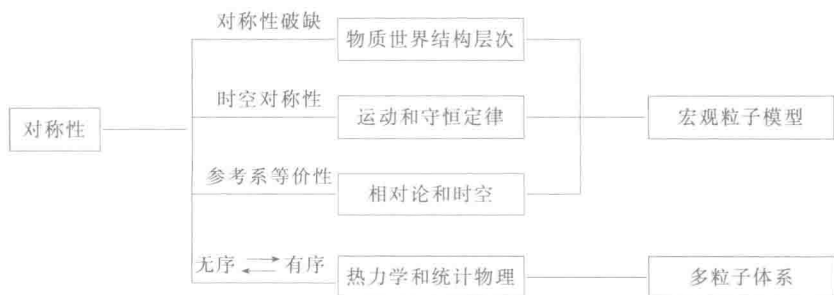 对称性破缺
物质世界结构层次
时空对称性
对称性
运动和守恒定律
宏观粒子模型
参考系等价性
相对论和时空
无序 ⇌ 有序
热力学和统计物理
多粒子体系